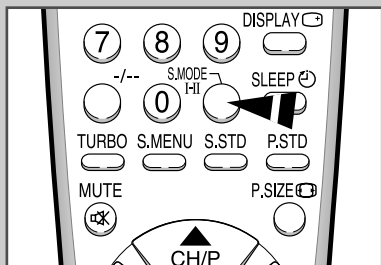 DISPLAY
7 8 9
-/-- S.MODE I-II SLEEP
0
TURBO S.MENU S.STD P.STD
MUTE P.SIZE
CH/P